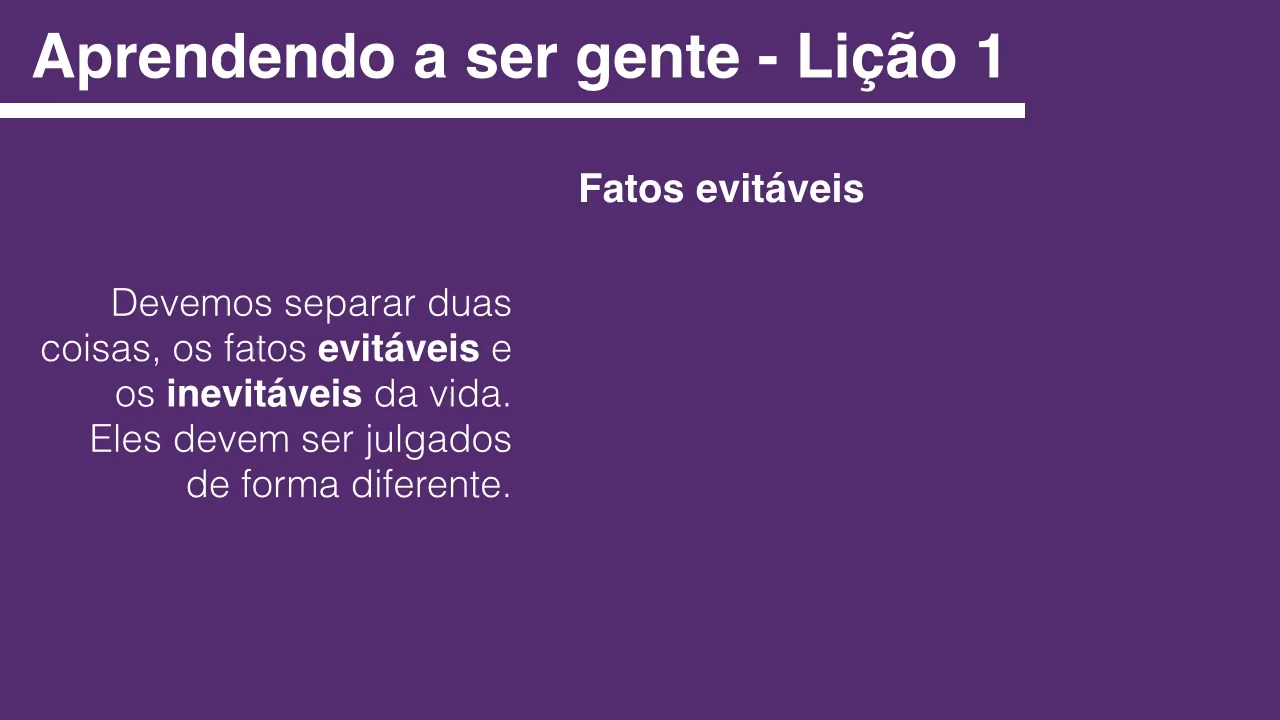 Aprendendo a ser gente - Lição 1
Fatos evitáveis
Devemos separar duas
coisas, os fatos evitáveis e
os inevitáveis da vida.
Eles devem ser julgados
de forma diferente.